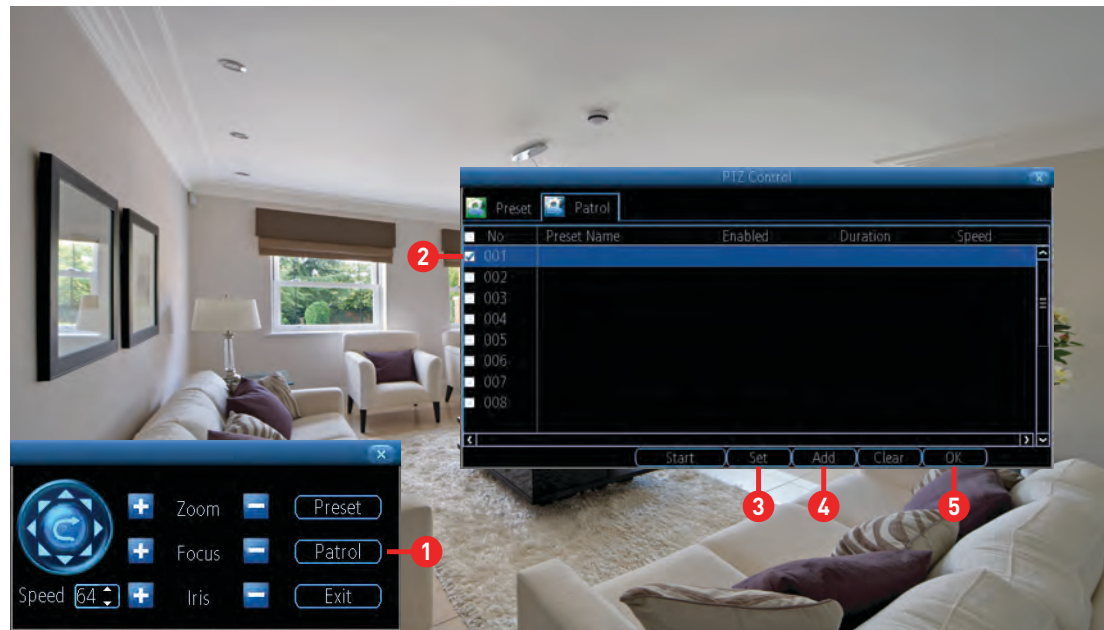 PTZ Control
Preset Patrol
No Preset Name Enabled Duration Speed
2 001
002
003
004
005
006
007
008
Start Set Add Clear OK
3 4 5
Zoom Preset
Focus Patrol 1
Speed 64 Iris Exit